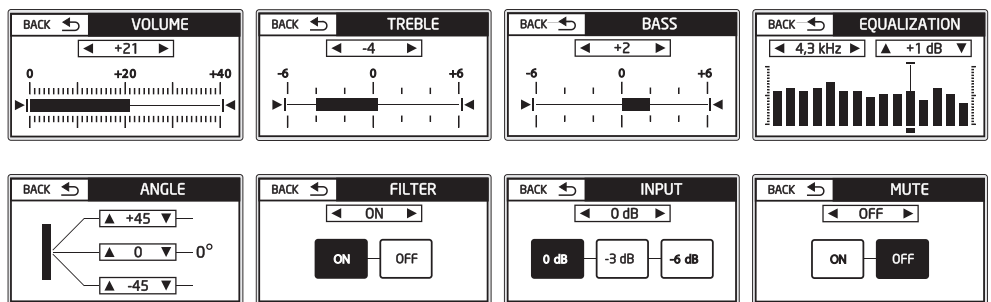 BACK VOLUME
+21
0 +20 +40
BACK TREBLE
-4
-6 0 +6
BACK BASS
+2
-6 0 +6
BACK EQUALIZATION
4,3 kHz +1 dB
BACK ANGLE
+45
0 0°
-45
BACK FILTER
ON
ON OFF
BACK INPUT
0 dB
0 dB -3 dB -6 dB
BACK MUTE
OFF
ON OFF